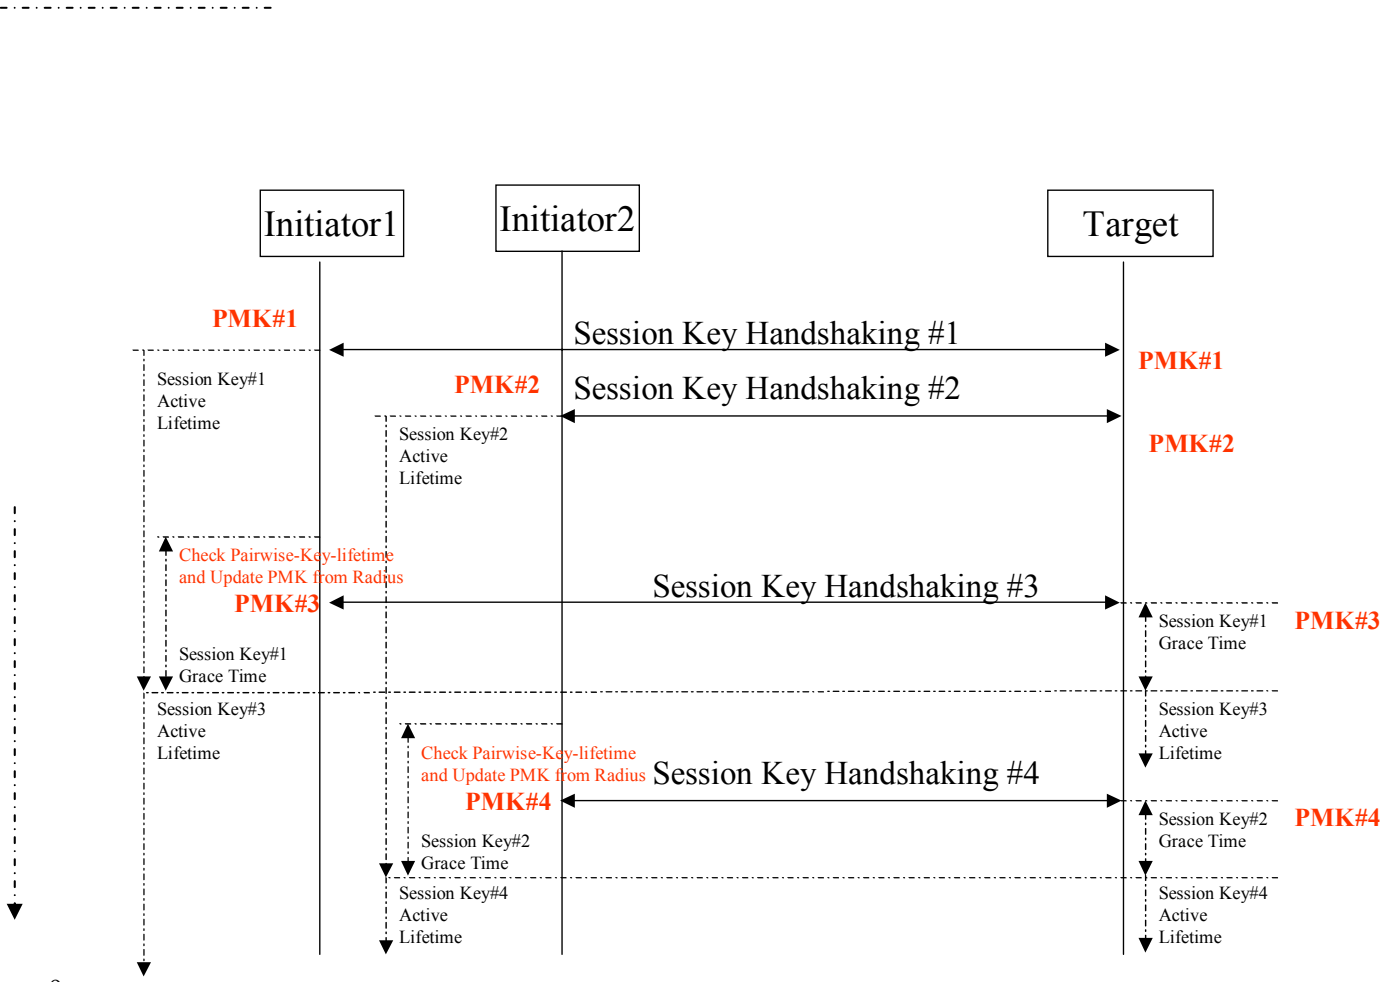 Initiator1
Initiator2
Target
PMK#1
Session Key Handshaking #1
PMK#1
Session Key#1
Active
Lifetime
PMK#2
Session Key Handshaking #2
PMK#2
Session Key#2
Active
Lifetime
Check Pairwise-Key-lifetime
and Update PMK from Radius
PMK#3
Session Key Handshaking #3
PMK#3
Session Key#1
Grace Time
Session Key#1
Grace Time
Session Key#3
Active
Lifetime
Session Key#3
Active
Lifetime
Check Pairwise-Key-lifetime
and Update PMK from Radius
PMK#4
Session Key Handshaking #4
PMK#4
Session Key#2
Grace Time
Session Key#2
Grace Time
Session Key#4
Active
Lifetime
Session Key#4
Active
Lifetime